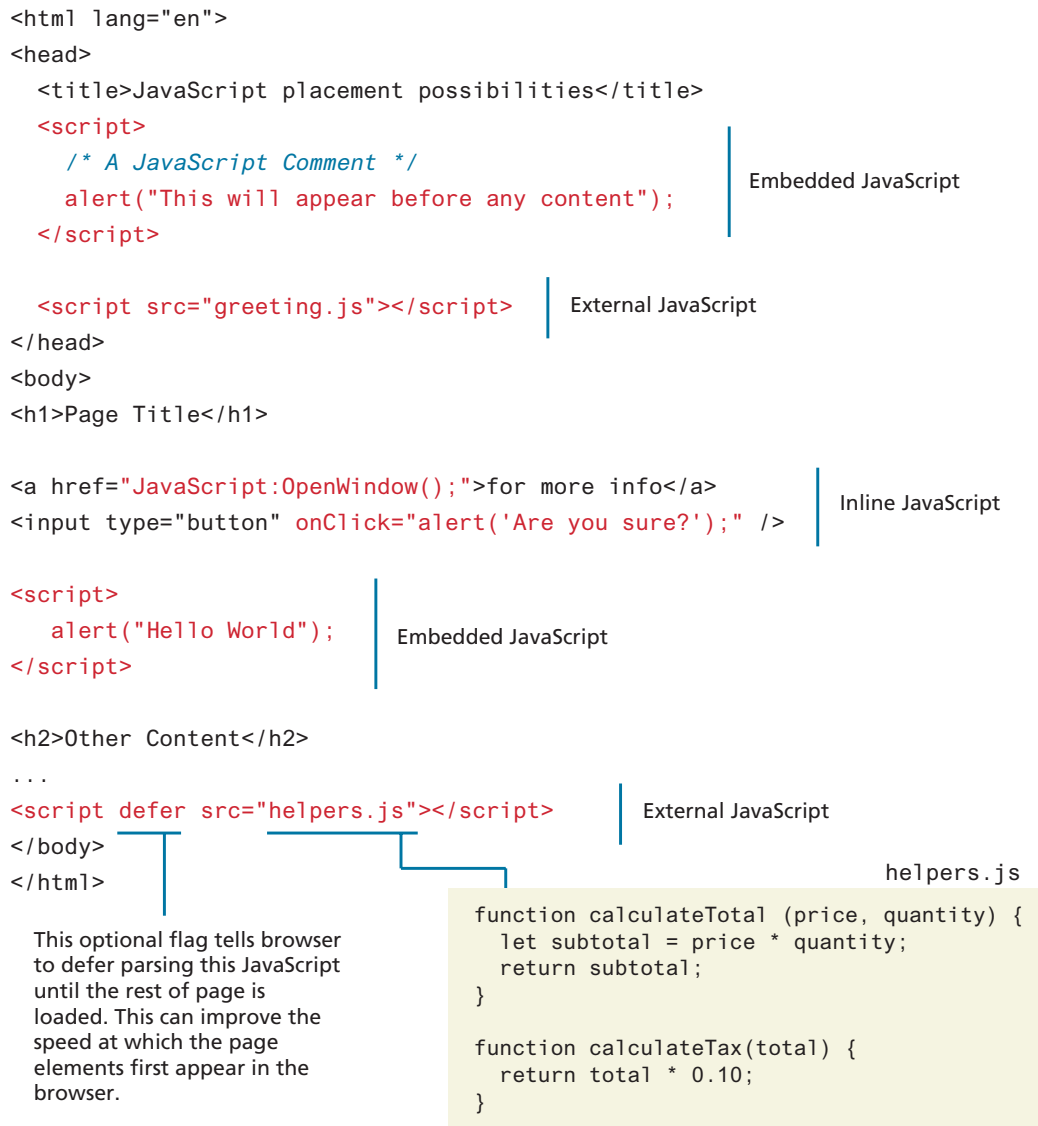 <html lang="en">
<head>
  <title>JavaScript placement possibilities</title>
  <script>
    /* A JavaScript Comment */
    alert("This will appear before any content");
  </script>
Embedded JavaScript
  <script src="greeting.js"></script>
External JavaScript
</head>
<body>
<h1>Page Title</h1>
<a href="JavaScript:OpenWindow();">for more info</a>
<input type="button" onClick="alert('Are you sure?');" />
Inline JavaScript
<script>
   alert("Hello World");
</script>
Embedded JavaScript
<h2>Other Content</h2>
...
<script defer src="helpers.js"></script>
External JavaScript
</body>
</html>
This optional flag tells browser
to defer parsing this JavaScript
until the rest of page is
loaded. This can improve the
speed at which the page
elements first appear in the
browser.
helpers.js
function calculateTotal (price, quantity) {
  let subtotal = price * quantity;
  return subtotal;
}
function calculateTax(total) {
  return total * 0.10;
}